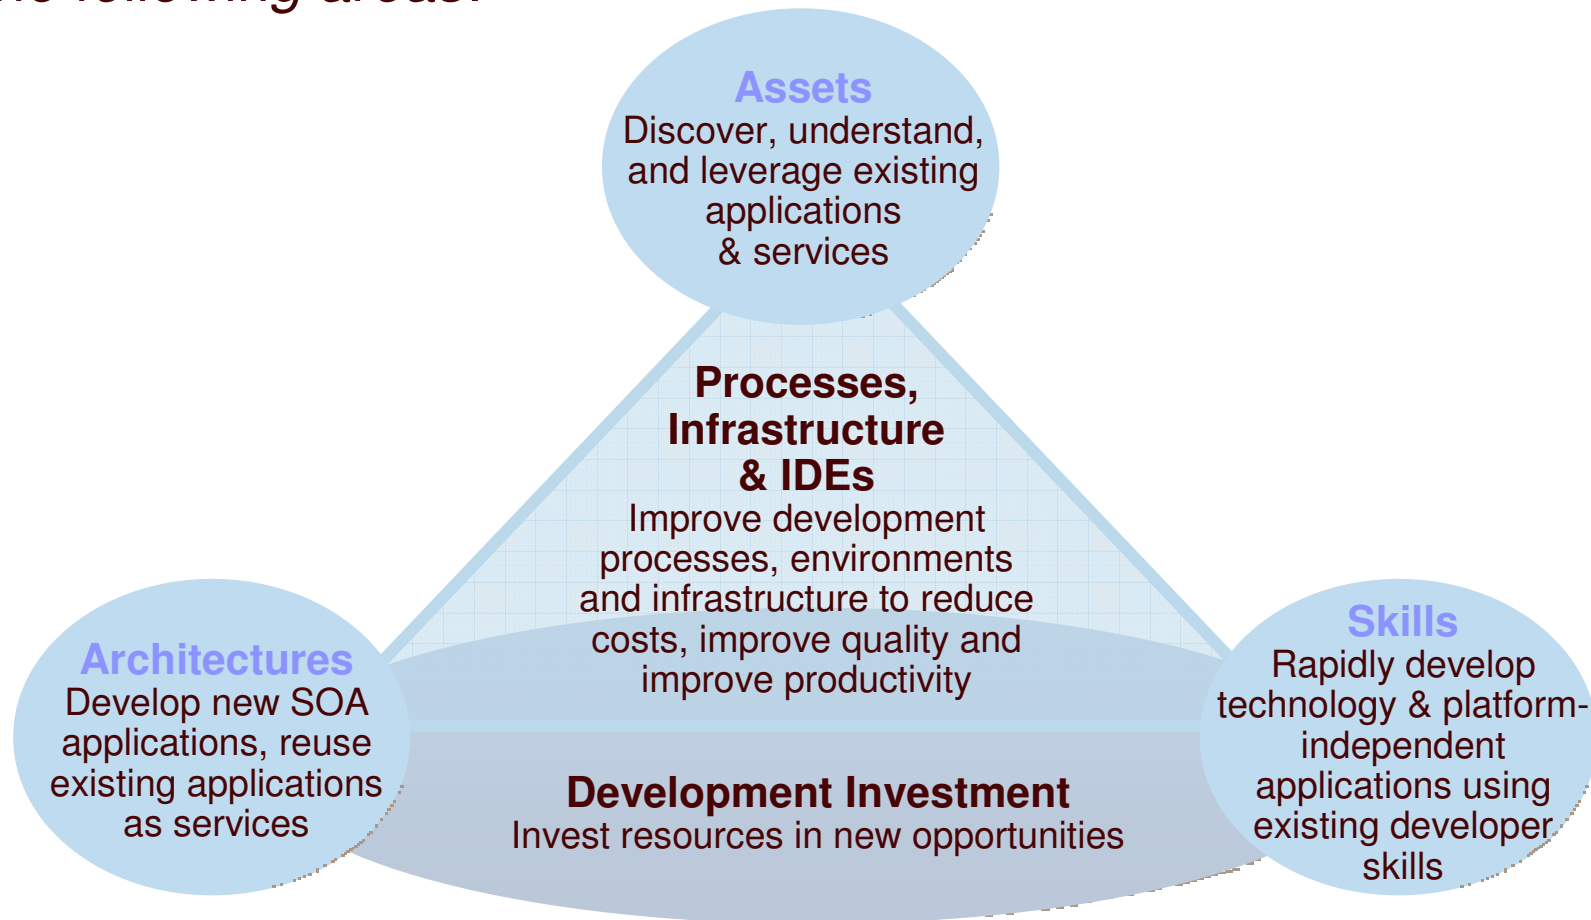 following areas:
Assets
Discover, understand,
and leverage existing
applications
& services
Processes,
Infrastructure
& IDEs
Improve development
processes, environments
and infrastructure to reduce
costs, improve quality and
improve productivity
Architectures
Develop new SOA
applications, reuse
existing applications
as services
Skills
Rapidly develop
technology & platform-
independent
applications using
existing developer
skills
Development Investment
Invest resources in new opportunities